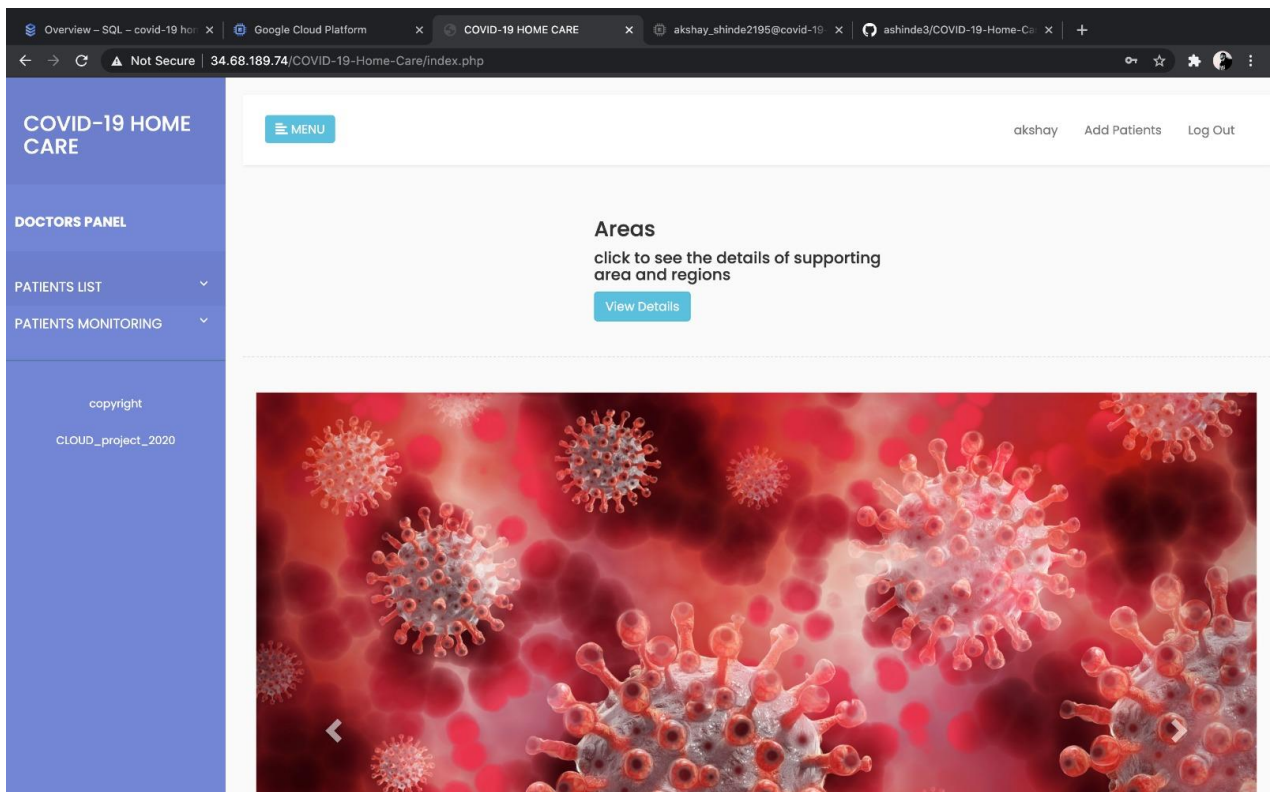 Overview – SQL – covid-19 hor
Google Cloud Platform
COVID-19 HOME CARE
akshay_shinde2195@covid-19-
ashinde3/COVID-19-Home-Ca
Not Secure
34.68.189.74/COVID-19-Home-Care/index.php
COVID-19 HOME
CARE
MENU
akshay
Add Patients
Log Out
DOCTORS PANEL
PATIENTS LIST
PATIENTS MONITORING
copyright
CLOUD_project_2020
Areas
click to see the details of supporting
area and regions
View Details